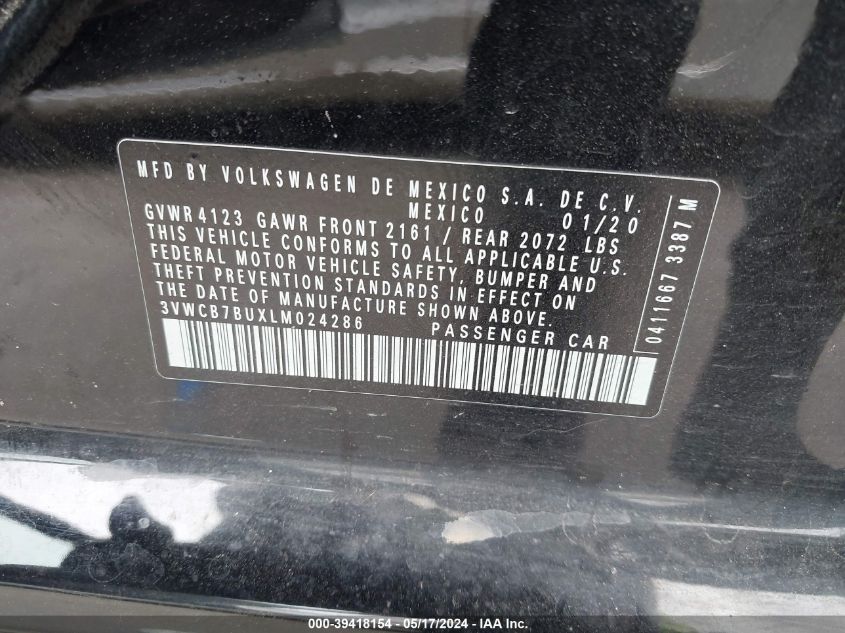 MFD BY VOLKSWAGEN DE MEXICO S.A. DE C.V.
MEXICO 01/20
GVWR 4123 GAWR FRONT 2161 / REAR 2072 LBS
THIS VEHICLE CONFORMS TO ALL APPLICABLE U.S.
FEDERAL MOTOR VEHICLE SAFETY, BUMPER AND
THEFT PREVENTION STANDARDS IN EFFECT ON
THE DATE OF MANUFACTURE SHOWN ABOVE.
3VWCB7BUXLM024286 PASSENGER CAR
0411667 3387 M
000-39418154 - 05/17/2024 - IAA Inc.